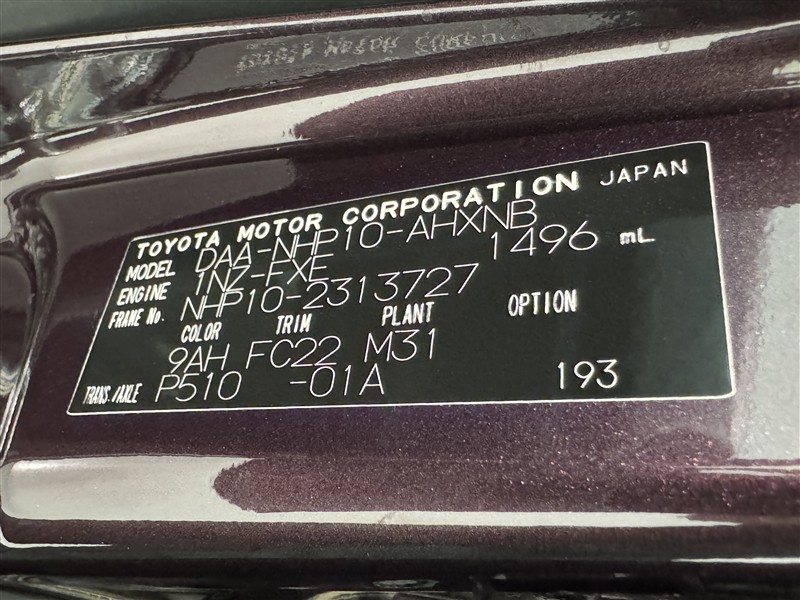 TOYOTA MOTOR CORPORATION JAPAN
MODEL DAA-NHP10-AHXNB
ENGINE 1NZ-FXE 1496 mL
FRAME No. NHP10-2313727
COLOR TRIM PLANT OPTION
9AH FC22 M31
TRANS./AXLE P510 -01A 193